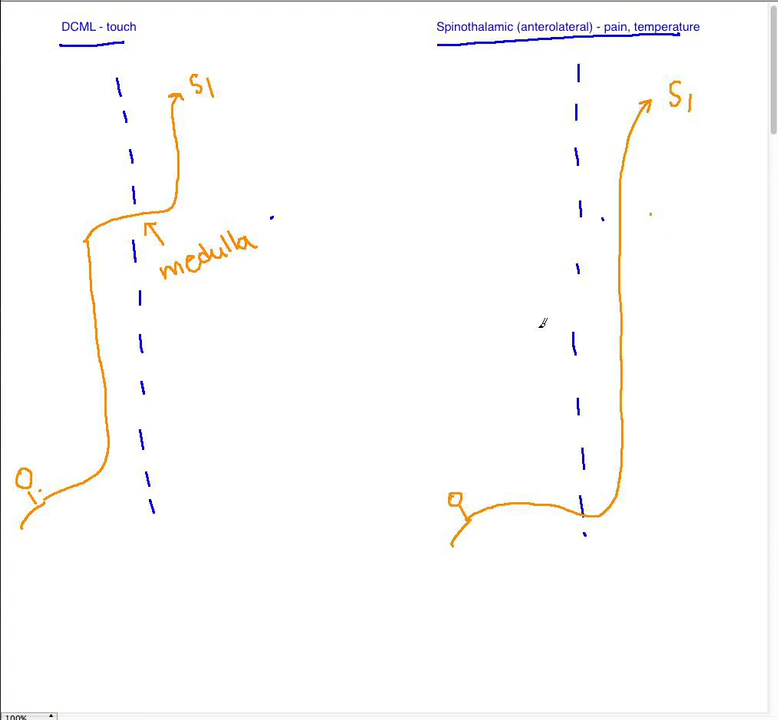 DCML - touch
Spinothalamic (anterolateral) - pain, temperature
S1
S1
medulla
100%